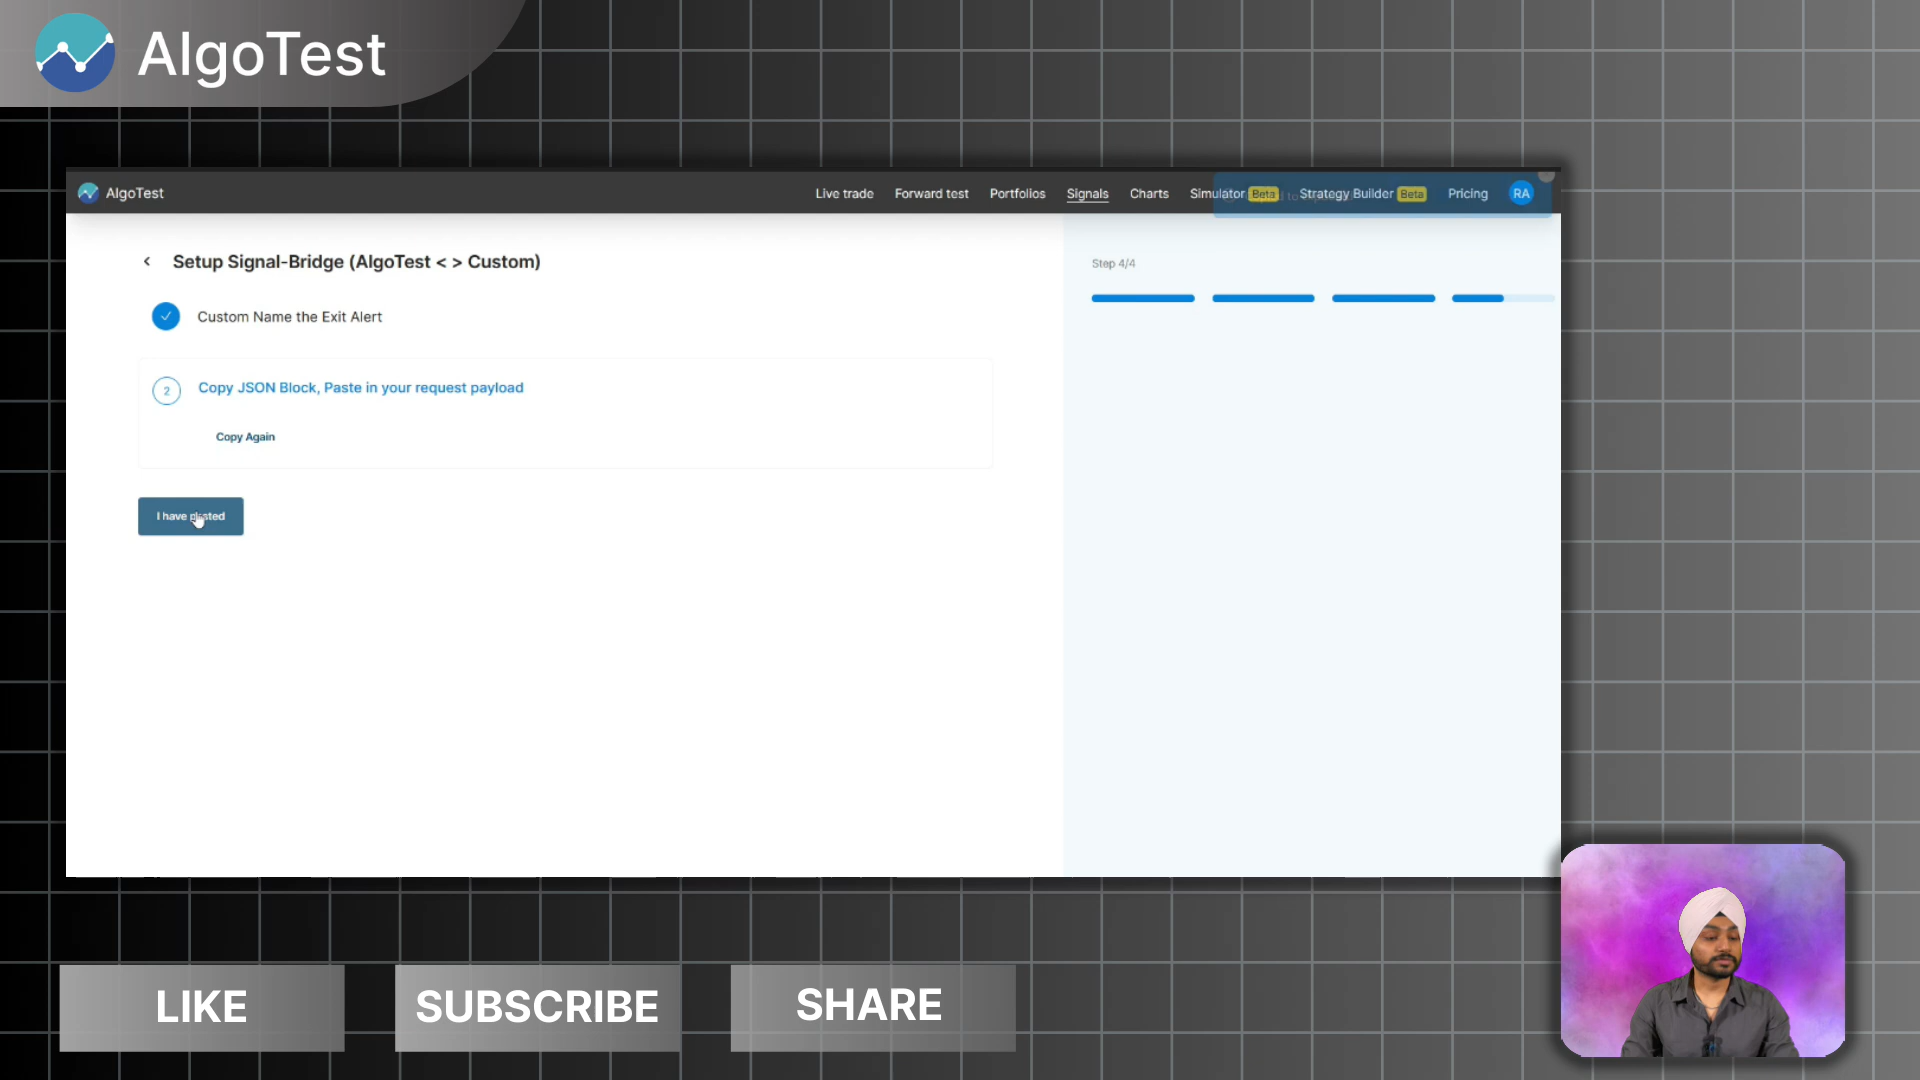 AlgoTest
AlgoTest
Live trade
Forward test
Portfolios
Signals
Charts
Simulator Beta
Strategy Builder Beta
Pricing
RA
Setup Signal-Bridge (AlgoTest < > Custom)
Custom Name the Exit Alert
2
Copy JSON Block, Paste in your request payload
Copy Again
I have pasted
Step 4/4
LIKE
SUBSCRIBE
SHARE